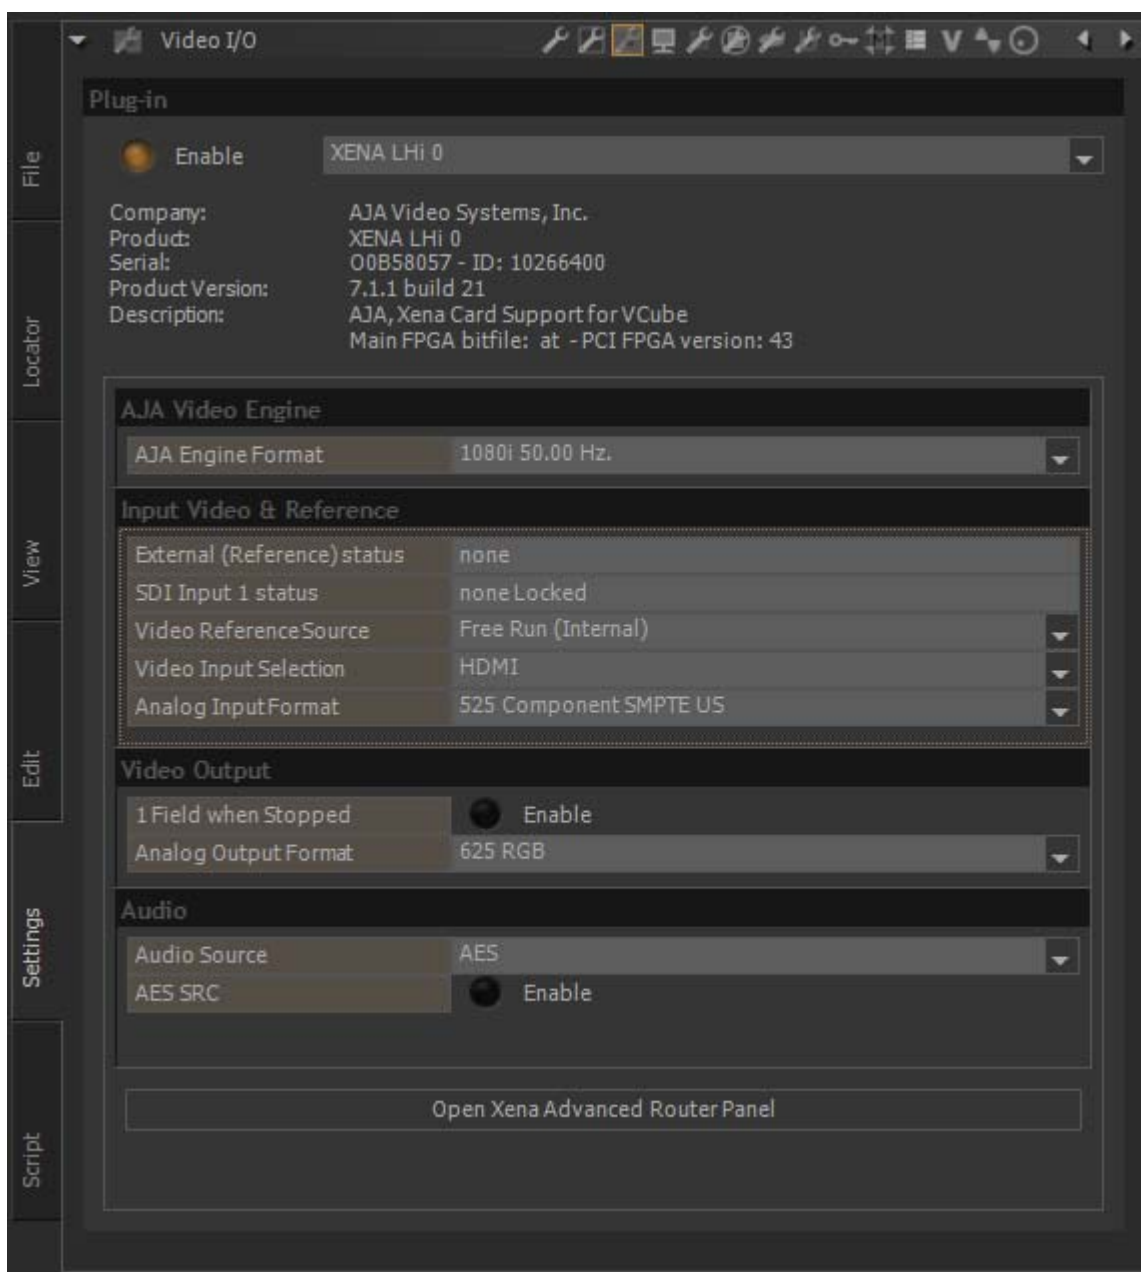 Video I/O
V
Plug-in
Enable XENA LHi 0
Company: AJA Video Systems, Inc.
Product: XENA LHi 0
Serial: O0B58057 - ID: 10266400
Product Version: 7.1.1 build 21
Description: AJA, Xena Card Support for VCube
Main FPGA bitfile: at - PCI FPGA version: 43
AJA Video Engine
AJA Engine Format 1080i 50.00 Hz.
Input Video & Reference
External (Reference) status none
SDI Input 1 status none Locked
Video Reference Source Free Run (Internal)
Video Input Selection HDMI
Analog Input Format 525 Component SMPTE US
Video Output
1 Field when Stopped Enable
Analog Output Format 625 RGB
Audio
Audio Source AES
AES SRC Enable
Open Xena Advanced Router Panel
File
Locator
View
Edit
Settings
Script